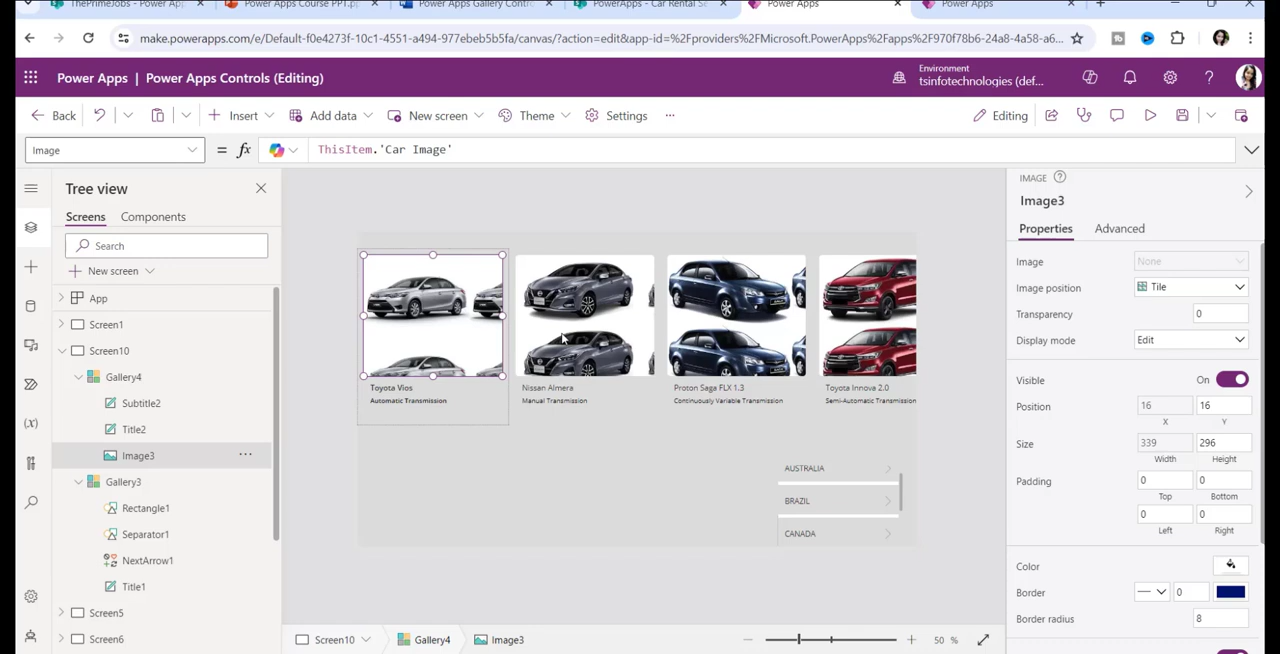 ThePrimeJobs - Power Ap
Power Apps Course PPT.p
Power Apps Gallery Contr
PowerApps - Car Rental Se
Power Apps
Power Apps
make.powerapps.com/e/Default-f0e4273f-10c1-4551-a494-977ebeb5b5fa/canvas/?action=edit&app-id=%2Fproviders%2FMicrosoft.PowerApps%2Fapps%2F970f78b6-24a8-4a58-a6...
Power Apps | Power Apps Controls (Editing)
Environment
tsinfotechnologies (def...
Back
Insert
Add data
New screen
Theme
Settings
...
Editing
Image
= fx
ThisItem.'Car Image'
Tree view
Screens
Components
Search
New screen
App
Screen1
Screen10
Gallery4
Subtitle2
Title2
Image3
...
Gallery3
Rectangle1
Separator1
NextArrow1
Title1
Screen5
Screen6
Toyota Vios
Automatic Transmission
Nissan Almera
Manual Transmission
Proton Saga FLX 1.3
Continuously Variable Transmission
Toyota Innova 2.0
Semi-Automatic Transmission
AUSTRALIA
BRAZIL
CANADA
Screen10
Gallery4
Image3
50 %
IMAGE
Image3
Properties
Advanced
Image
None
Image position
Tile
Transparency
0
Display mode
Edit
Visible
On
Position
16
16
X
Y
Size
339
296
Width
Height
Padding
0
0
Top
Bottom
0
0
Left
Right
Color
Border
0
Border radius
8